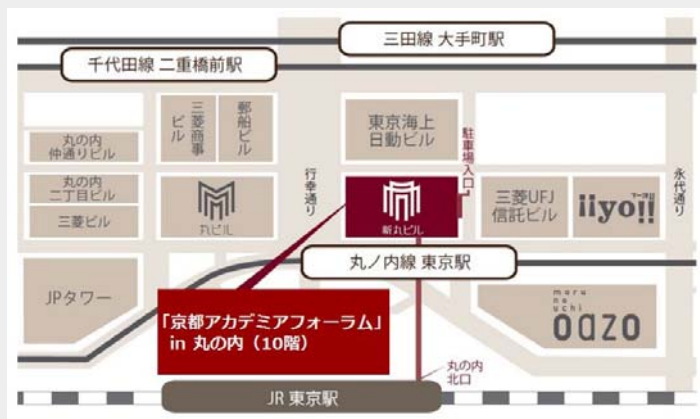 三田線 大手町駅
千代田線 二重橋前駅
丸の内
仲通りビル
三菱商事
ビル
郵船ビル
東京海上
日動ビル
駐車場入口
丸の内
二丁目ビル
三菱ビル
丸ビル
行幸通り
新丸ビル
三菱UFJ
信託ビル
iiyo!!
永代通り
丸ノ内線 東京駅
JPタワー
「京都アカデミアフォーラム」
in 丸の内（10階）
maru
no
uchi
oazo
丸の内
北口
JR 東京駅